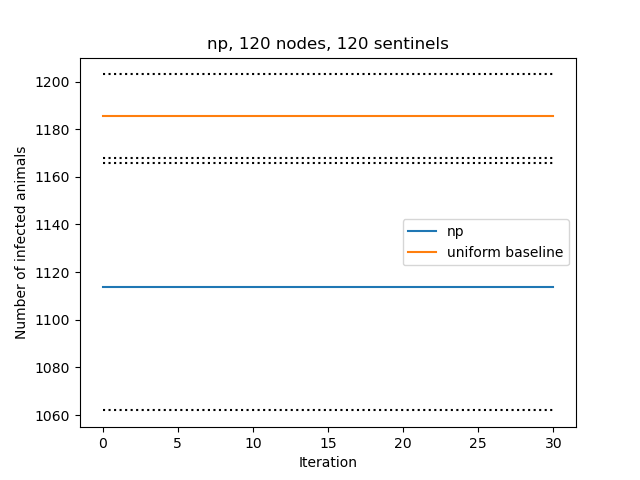 np, 120 nodes, 120 sentinels
Number of infected animals
1200
1180
1160
1140
1120
1100
1080
1060
np
uniform baseline
0 5 10 15 20 25 30
Iteration